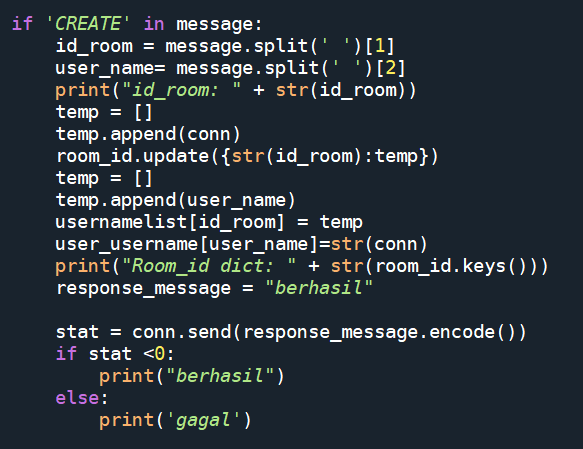 if 'CREATE' in message:
    id_room = message.split(' ')[1]
    user_name= message.split(' ')[2]
    print("id_room: " + str(id_room))
    temp = []
    temp.append(conn)
    room_id.update({str(id_room):temp})
    temp = []
    temp.append(user_name)
    usernamelist[id_room] = temp
    user_username[user_name]=str(conn)
    print("Room_id dict: " + str(room_id.keys()))
    response_message = "berhasil"

    stat = conn.send(response_message.encode())
    if stat <0:
        print("berhasil")
    else:
        print('gagal')